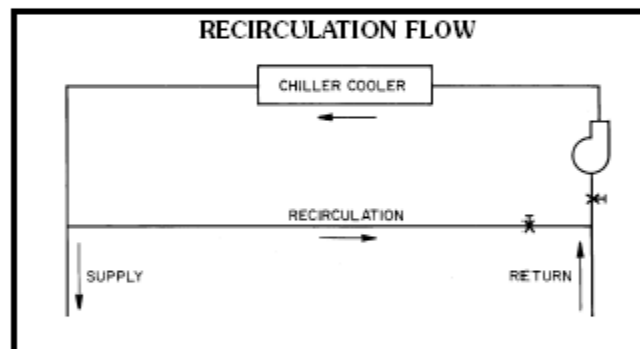 RECIRCULATION FLOW
CHILLER COOLER
RECIRCULATION
SUPPLY
RETURN